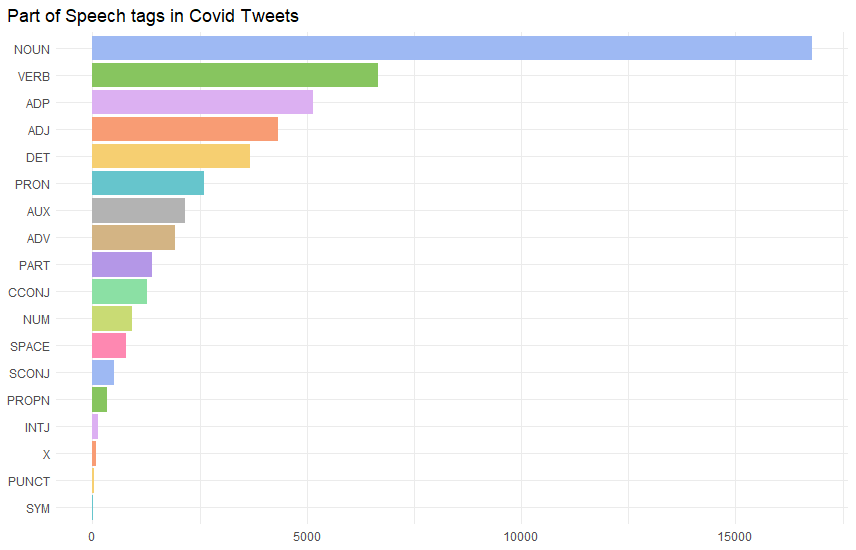 Part of Speech tags in Covid Tweets
NOUN
VERB
ADP
ADJ
DET
PRON
AUX
ADV
PART
CCONJ
NUM
SPACE
SCONJ
PROPN
INTJ
X
PUNCT
SYM
0 5000 10000 15000